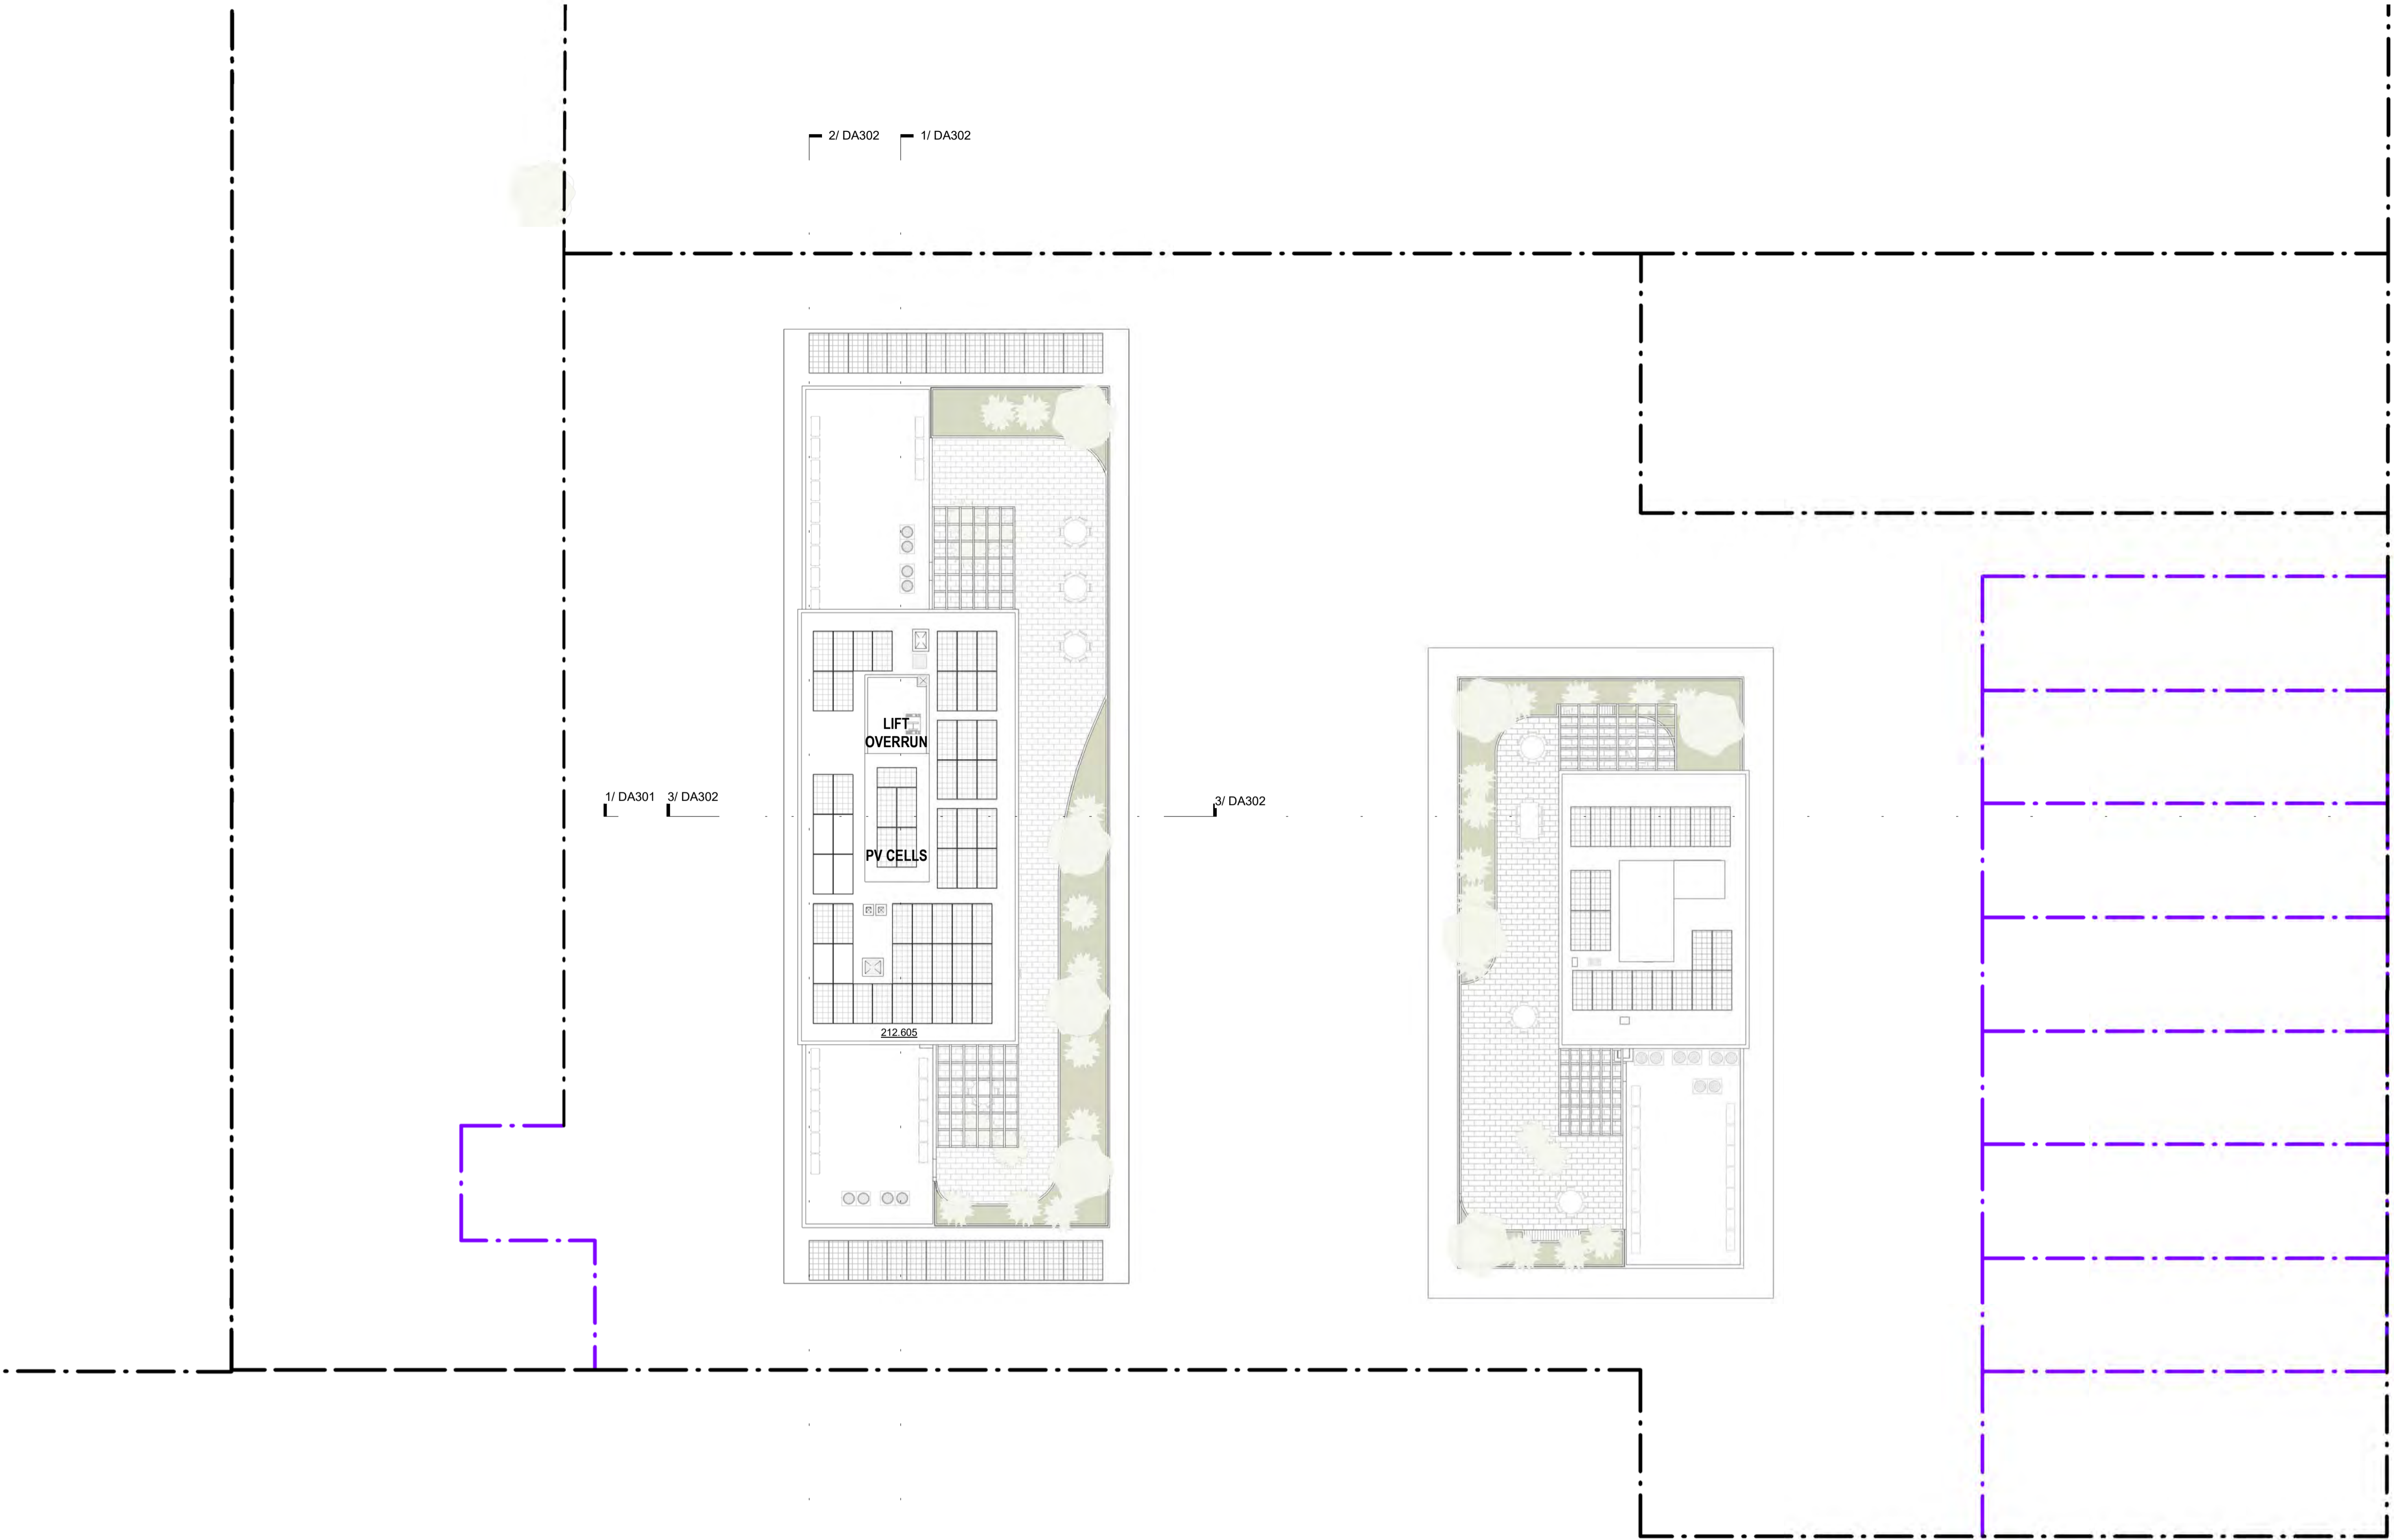 2/ DA302
1/ DA302
LIFT
OVERRUN
1/ DA301
3/ DA302
3/ DA302
PV CELLS
212.605